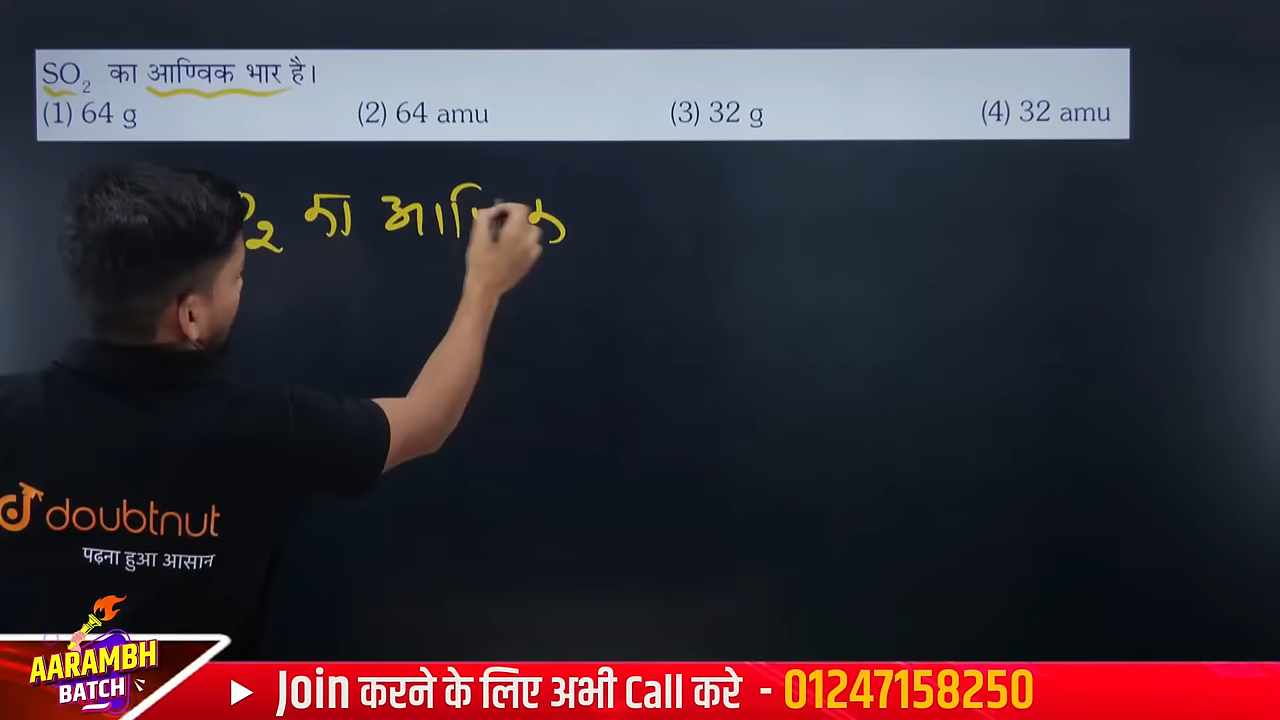 SO₂ का आण्विक भार है।
(1) 64 g (2) 64 amu (3) 32 g (4) 32 amu
₂ का
doubtnut
पढ़ना हुआ आसान
AARAMBH
BATCH
Join करने के लिए अभी Call करे - 01247158250